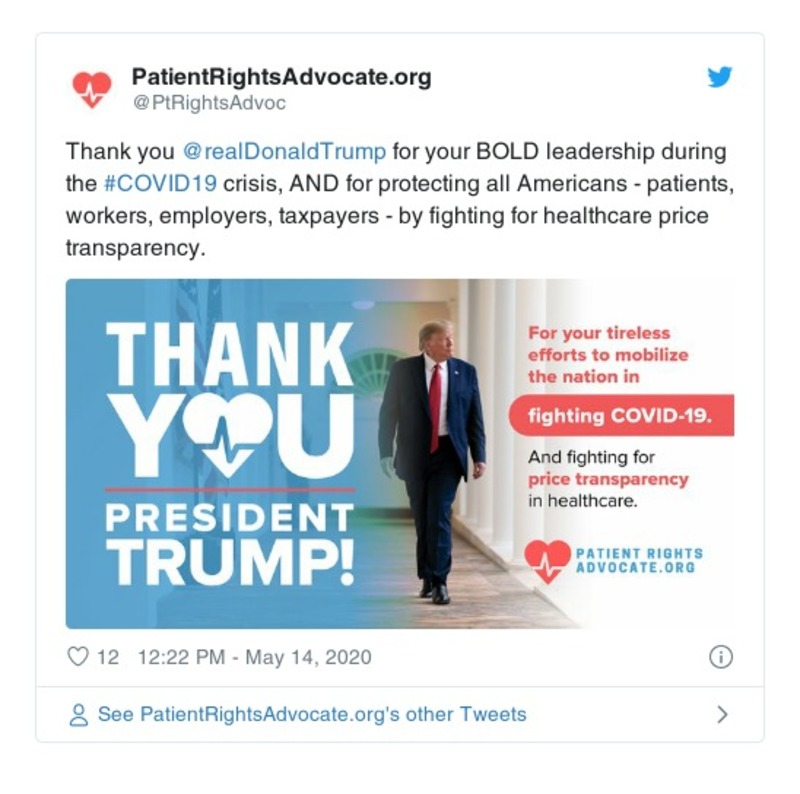 PatientRightsAdvocate.org
@PtRightsAdvoc
Thank you @realDonaldTrump for your BOLD leadership during
the #COVID19 crisis, AND for protecting all Americans - patients,
workers, employers, taxpayers - by fighting for healthcare price
transparency.
THANK
YOU
PRESIDENT
TRUMP!
For your tireless
efforts to mobilize
the nation in
fighting COVID-19.
And fighting for
price transparency
in healthcare.
PATIENT RIGHTS
ADVOCATE.ORG
12 12:22 PM - May 14, 2020
See PatientRightsAdvocate.org's other Tweets